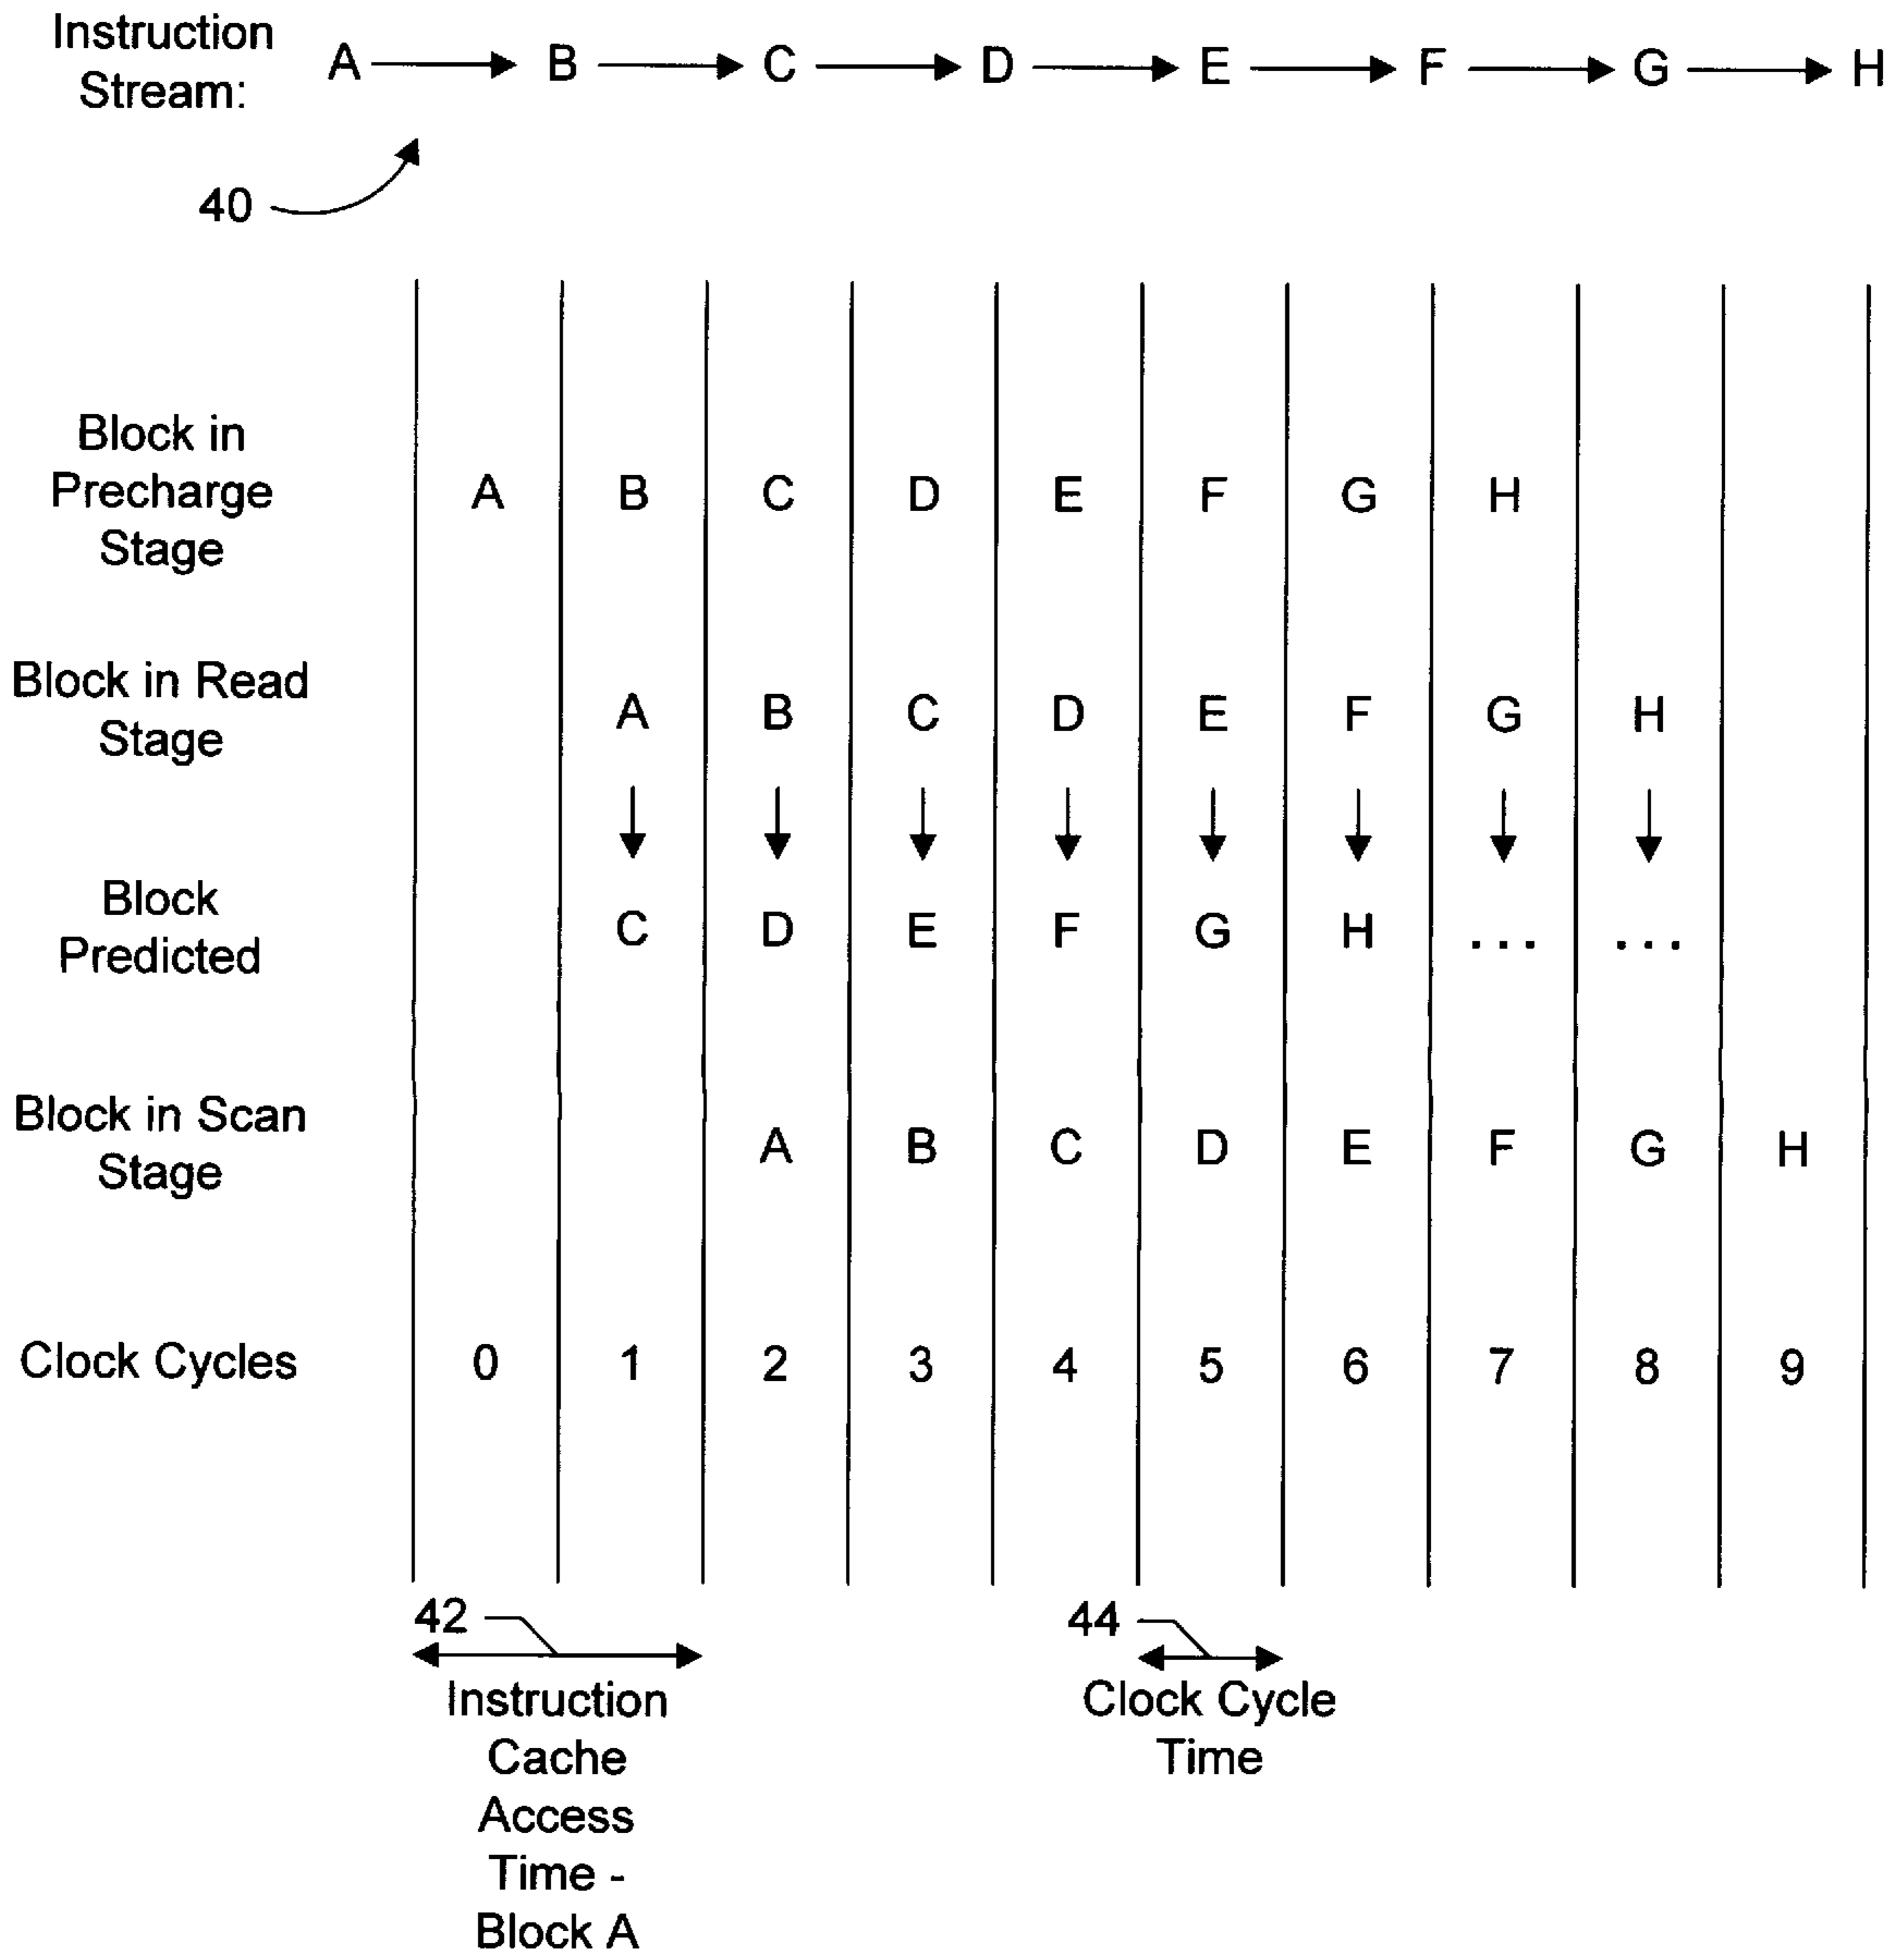 Instruction
Stream:
A B C D E F G H
40
Block in
Precharge
Stage
A B C D E F G H
Block in Read
Stage
A B C D E F G H
Block
Predicted
C D E F G H ... ...
Block in Scan
Stage
A B C D E F G H
Clock Cycles
0 1 2 3 4 5 6 7 8 9
42
Instruction
Cache
Access
Time -
Block A
44
Clock Cycle
Time